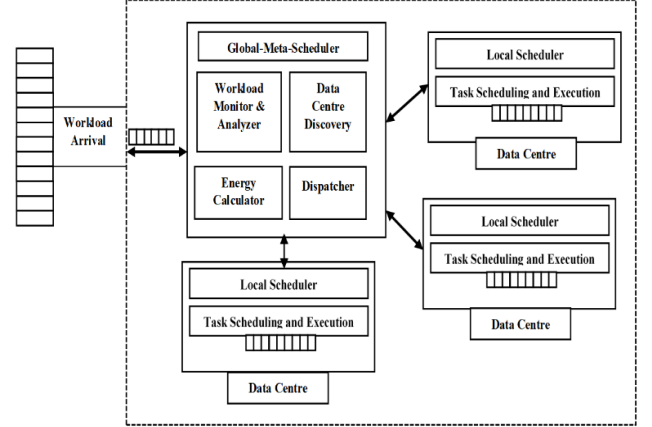 Workload
Arrival
Global-Meta-Scheduler
Workload
Monitor &
Analyzer
Data
Centre
Discovery
Energy
Calculator
Dispatcher
Local Scheduler
Task Scheduling and Execution
Data Centre
Local Scheduler
Task Scheduling and Execution
Data Centre
Local Scheduler
Task Scheduling and Execution
Data Centre